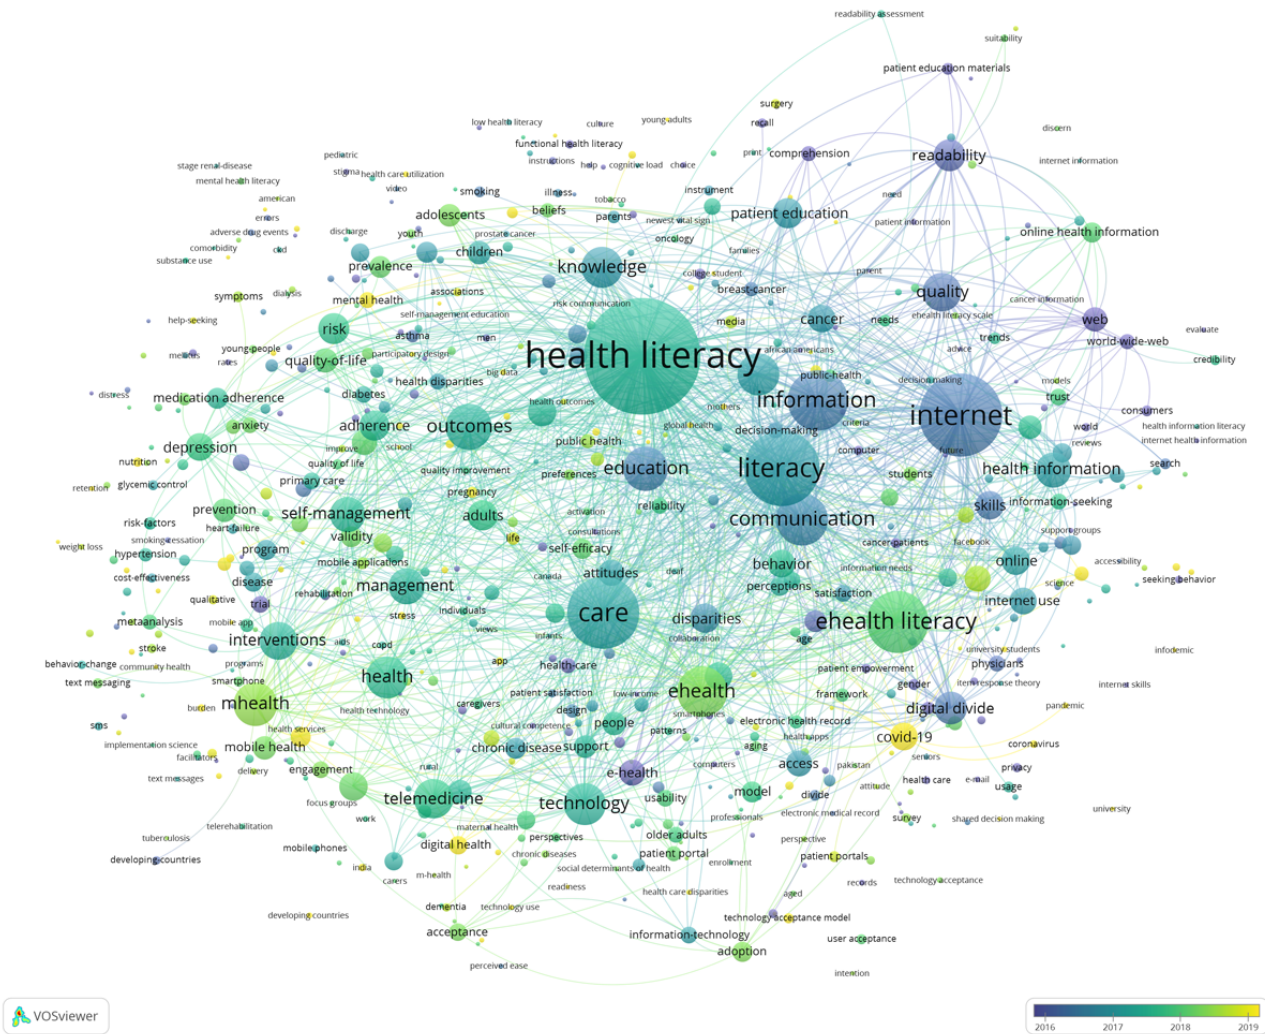 readability assessment
suitability
patient education materials
surgery
low health literacy
culture
young adults
recall
discern
functional health literacy
print
comprehension
readability
internet information
pediatric
stage renal-disease
stigma
health care utilization
instructions
help
cognitive load
choice
mental health literacy
video
smoking
illness
instrument
need
american
tobacco
errors
adolescents
beliefs
parents
newest vital sign
patient education
patient information
online health information
adverse drug events
discharge
youth
prostate cancer
oncology
comorbidity
ckd
children
families
substance use
prevalence
knowledge
college student
parent
symptoms
dialysis
mental health
associations
breast-cancer
quality
cancer information
risk communication
ehealth literacy scale
help-seeking
self-management education
media
cancer
needs
web
risk
asthma
men
trends
world-wide-web
evaluate
young-people
african americans
advice
mellitus
rates
quality-of-life
participatory design
health literacy
credibility
big data
public-health
decision making
models
distress
diabetes
health disparities
medication adherence
health outcomes
mothers
information
trust
consumers
anxiety
adherence
outcomes
global health
decision-making
criteria
internet
world
health information literacy
depression
improve
school
public health
computer
future
reviews
internet health information
nutrition
quality of life
quality improvement
preferences
education
literacy
students
health information
search
retention
glycemic control
primary care
pregnancy
prevention
self-management
adults
activation
reliability
communication
skills
information-seeking
risk-factors
heart-failure
consultations
smoking-cessation
validity
life
cancer-patients
facebook
support groups
weight loss
hypertension
program
mobile applications
self-efficacy
behavior
information needs
online
accessibility
cost-effectiveness
disease
management
canada
attitudes
deaf
perceptions
satisfaction
science
seeking behavior
rehabilitation
qualitative
trial
individuals
care
internet use
metaanalysis
mobile app
stress
disparities
ehealth literacy
stroke
interventions
aids
views
infants
collaboration
age
university students
infodemic
behavior-change
community health
programs
copd
app
health-care
patient empowerment
physicians
text messaging
smartphone
health
gender
item response theory
internet skills
patient satisfaction
low-income
ehealth
framework
mhealth
burden
caregivers
design
smartphones
digital divide
pandemic
sms
health services
health technology
cultural competence
people
patterns
electronic health record
implementation science
mobile health
chronic disease
support
aging
health apps
covid-19
coronavirus
facilitators
seniors
text messages
delivery
engagement
rural
e-health
computers
access
pakistan
privacy
health care
e-mail
usage
focus groups
telemedicine
technology
usability
model
divide
attitude
university
work
professionals
electronic medical record
survey
shared decision making
tuberculosis
telerehabilitation
maternal health
perspectives
older adults
perspective
developing-countries
mobile phones
digital health
chronic diseases
patient portal
enrollment
patient portals
india
m-health
social determinants of health
carers
readiness
health care disparities
aged
records
technology acceptance
developing countries
dementia
technology use
technology acceptance model
acceptance
information-technology
user acceptance
adoption
perceived ease
intention
VOSviewer
2016 2017 2018 2019